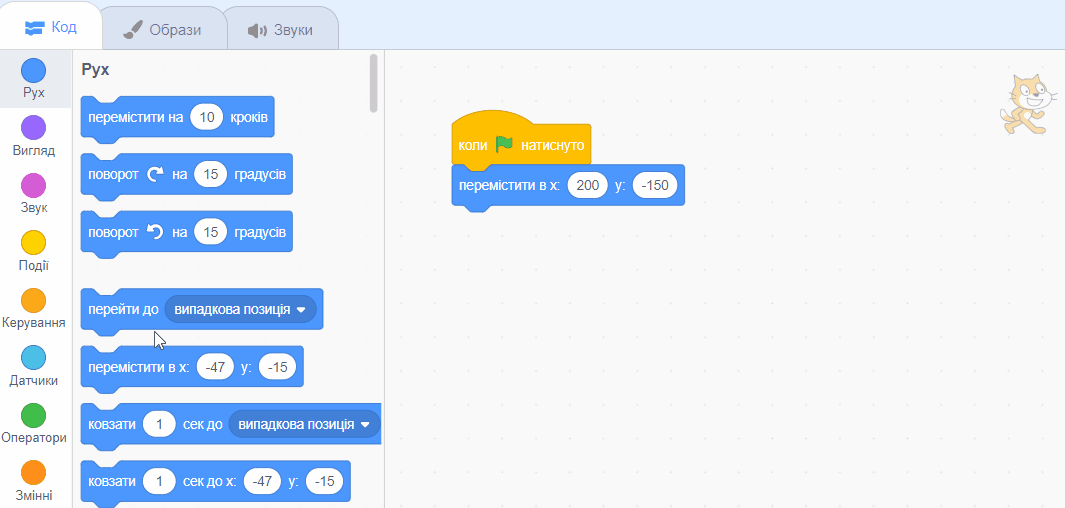 Код
Образи
Звуки
Рух
Вигляд
Звук
Події
Керування
Датчики
Оператори
Змінні
Рух
перемістити на 10 кроків
поворот на 15 градусів
поворот на 15 градусів
перейти до випадкова позиція
перемістити в x: -47 y: -15
ковзати 1 сек до випадкова позиція
ковзати 1 сек до x: -47 y: -15
коли натиснуто
перемістити в x: 200 y: -150